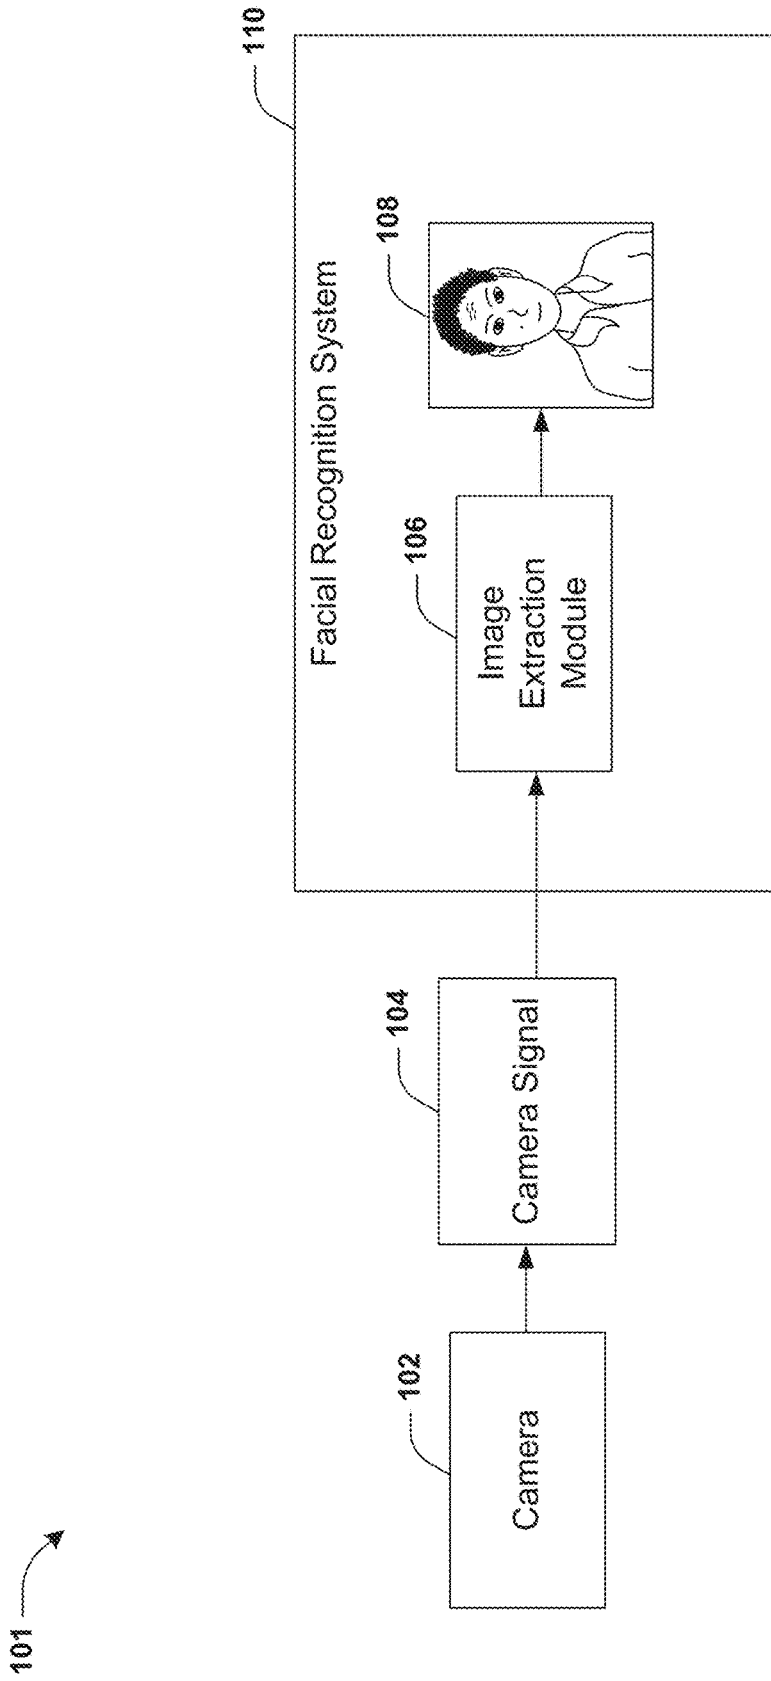 101
110
Facial Recognition System
108
106
Image
Extraction
Module
104
Camera Signal
102
Camera